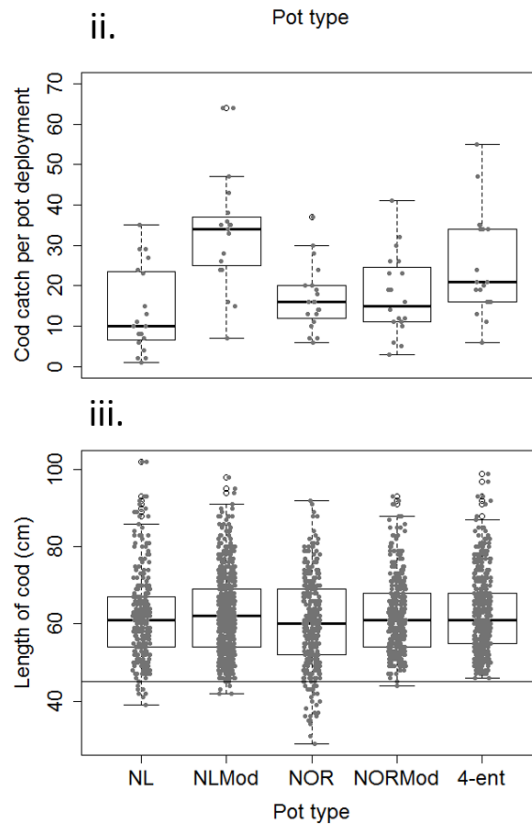 Pot type
ii.
Cod catch per pot deployment
70
60
50
40
30
20
10
0
iii.
Length of cod (cm)
100
80
60
40
NL NLMod NOR NORMod 4-ent
Pot type